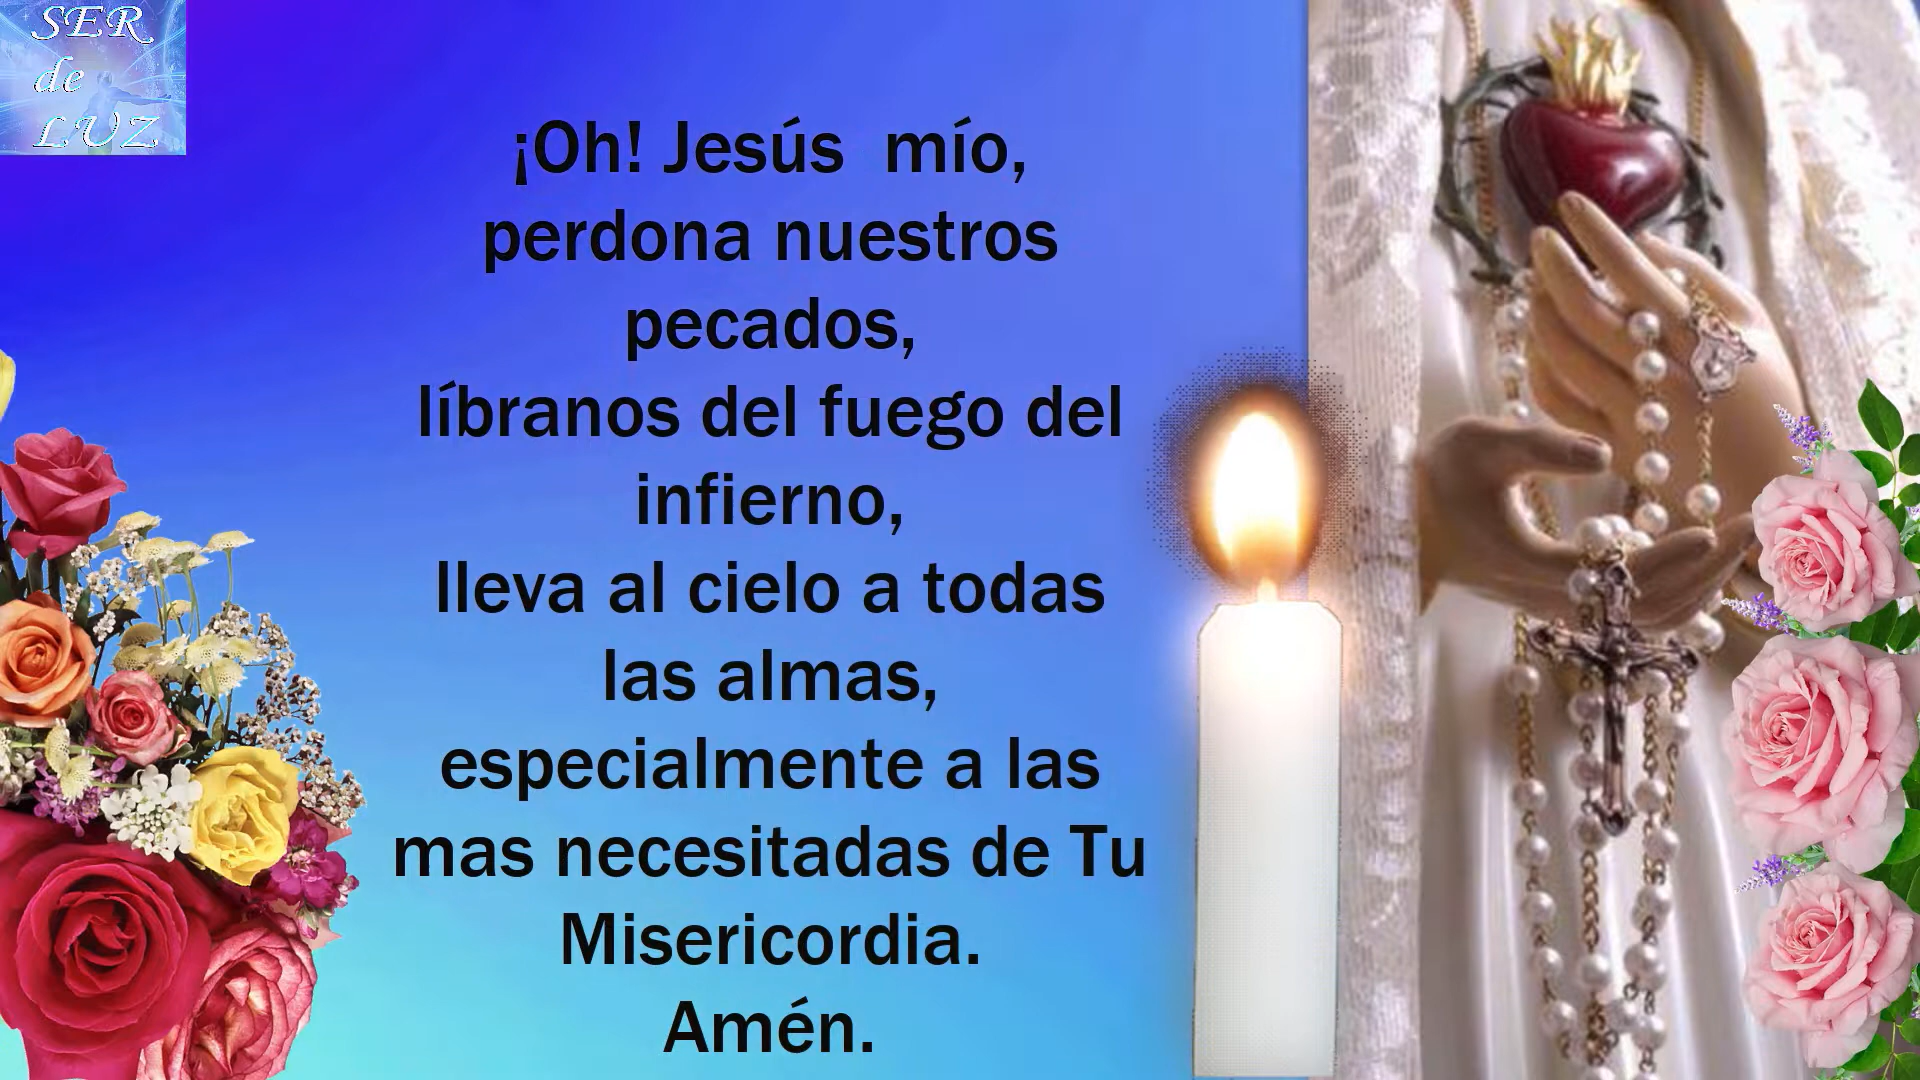 SER
de
LUZ
¡Oh! Jesús  mío,
perdona nuestros
pecados,
líbranos del fuego del
infierno,
lleva al cielo a todas
las almas,
especialmente a las
mas necesitadas de Tu
Misericordia.
Amén.